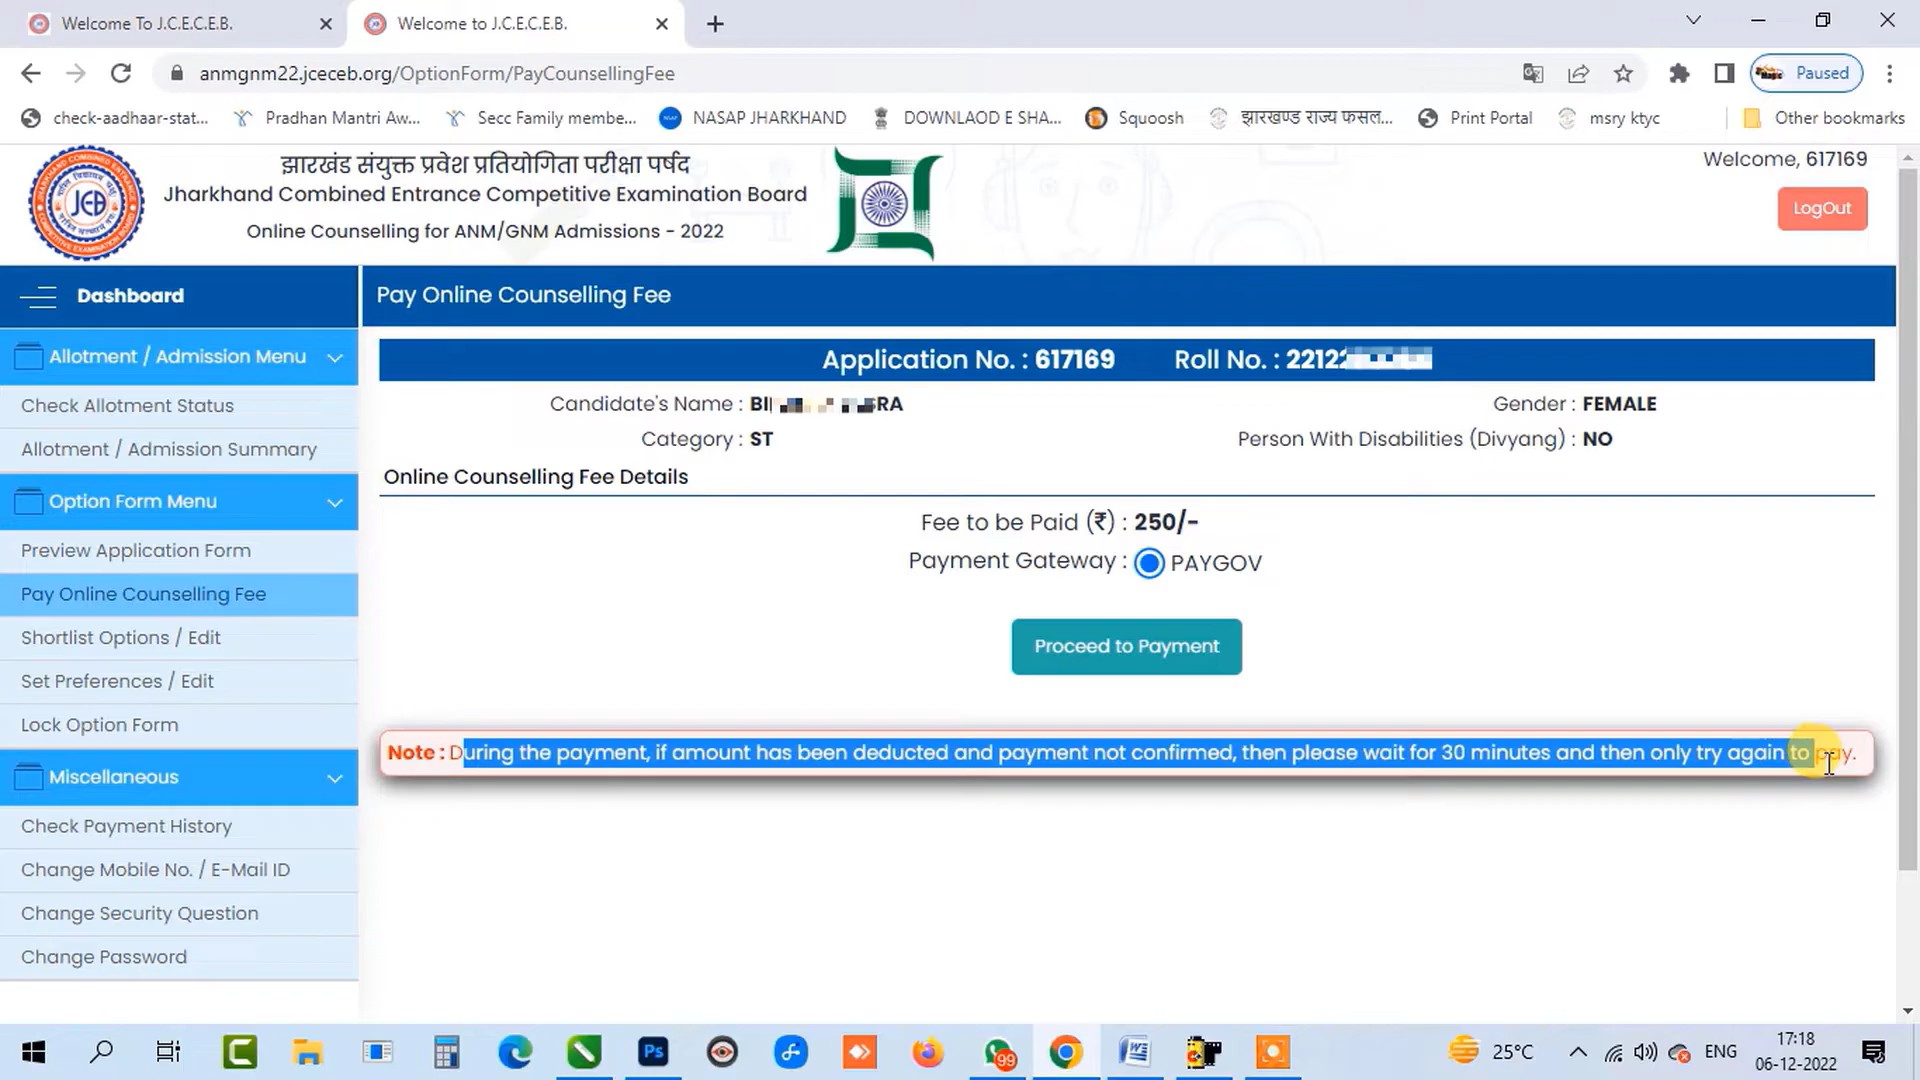 Welcome To J.C.E.C.E.B.
Welcome to J.C.E.C.E.B.
anmgnm22.jceceb.org/OptionForm/PayCounsellingFee
Paused
check-aadhaar-stat...
Pradhan Mantri Aw...
Secc Family membe...
NASAP JHARKHAND
DOWNLAOD E SHA...
Squoosh
झारखण्ड राज्य फसल...
Print Portal
msry ktyc
Other bookmarks
JCEB
झारखंड संयुक्त प्रवेश प्रतियोगिता परीक्षा पर्षद
Jharkhand Combined Entrance Competitive Examination Board
Online Counselling for ANM/GNM Admissions - 2022
Welcome, 617169
LogOut
Dashboard
Allotment / Admission Menu
Check Allotment Status
Allotment / Admission Summary
Option Form Menu
Preview Application Form
Pay Online Counselling Fee
Shortlist Options / Edit
Set Preferences / Edit
Lock Option Form
Miscellaneous
Check Payment History
Change Mobile No. / E-Mail ID
Change Security Question
Change Password
Pay Online Counselling Fee
Application No. : 617169 Roll No. : 22122
Candidate's Name : BI RA Gender : FEMALE
Category : ST Person With Disabilities (Divyang) : NO
Online Counselling Fee Details
Fee to be Paid (₹) : 250/-
Payment Gateway : PAYGOV
Proceed to Payment
Note : During the payment, if amount has been deducted and payment not confirmed, then please wait for 30 minutes and then only try again to pay.
Ps
99
25°C
ENG
17:18
06-12-2022